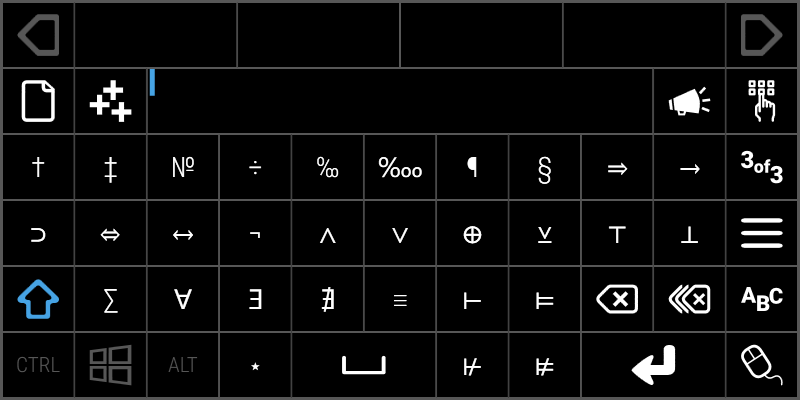 † ‡ № ÷ ‰ ‱ ¶ § ⇒ → 3of3
⊃ ⇔ ↔ ¬ ∧ ∨ ⊕ ⊻ ⊤ ⊥
∑ ∀ ∃ ∄ ≡ ⊢ ⊨ ABC
CTRL ALT ⋆ ⊬ ⊭